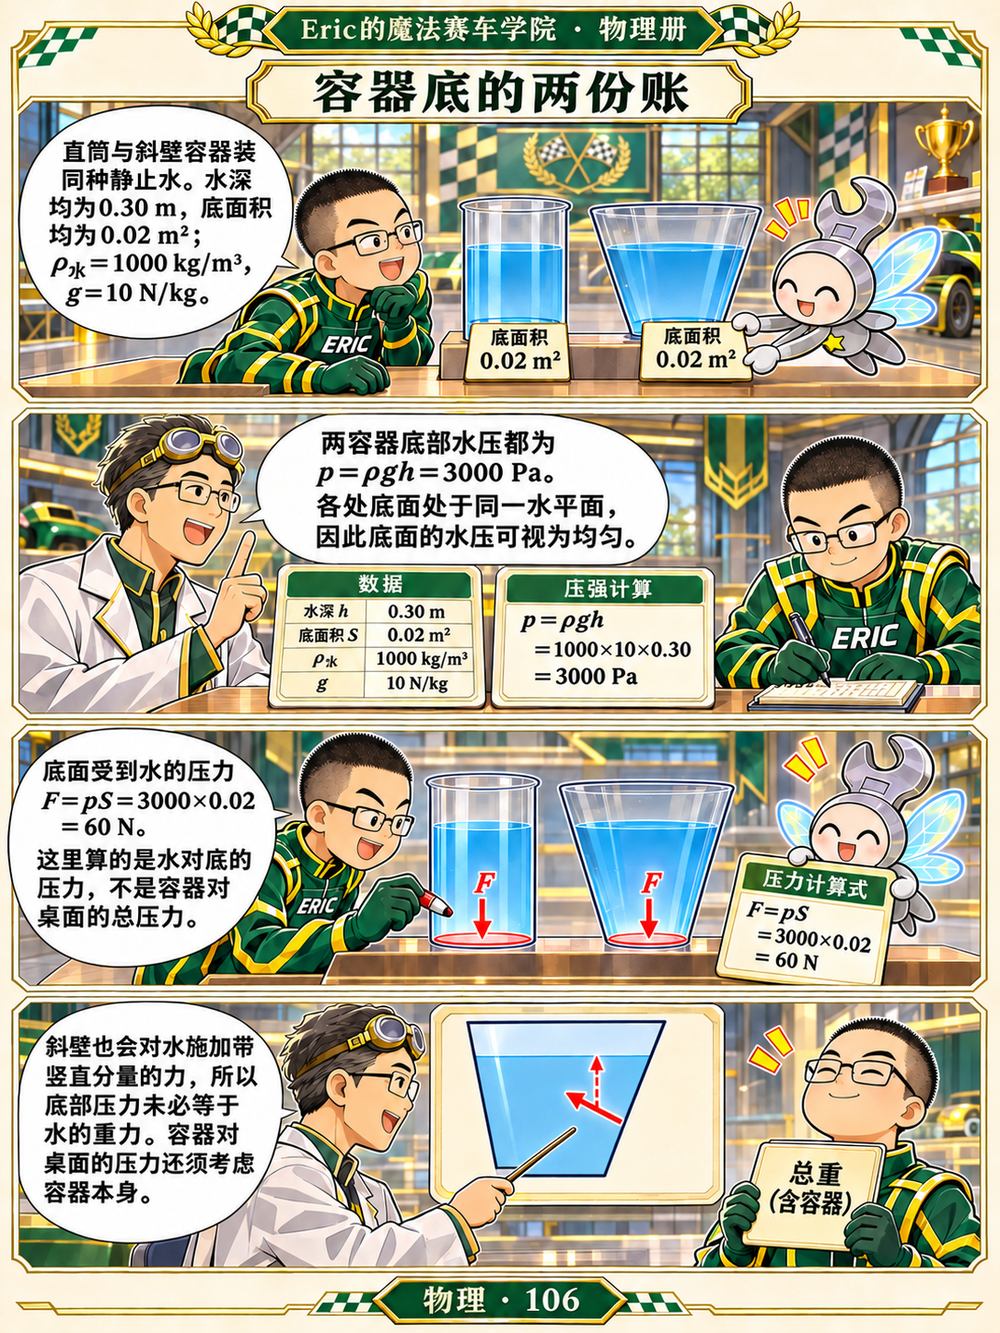 Eric的魔法赛车学院 · 物理册
容器底的两份账
直筒与斜壁容器装
同种静止水。水深
均为0.30 m，底面积
均为0.02 m²；
ρ水=1000 kg/m³，
g=10 N/kg。
ERIC
底面积
0.02 m²
底面积
0.02 m²
两容器底部水压都为
p=ρgh=3000 Pa。
各处底面处于同一水平面，
因此底面的水压可视为均匀。
数据
水深 h 0.30 m
底面积 S 0.02 m²
ρ水 1000 kg/m³
g 10 N/kg
压强计算
p=ρgh
=1000×10×0.30
=3000 Pa
ERIC
底面受到水的压力
F=pS=3000×0.02
=60 N。
这里算的是水对底的
压力，不是容器对
桌面的总压力。
ERIC
F
F
压力计算式
F=pS
=3000×0.02
=60 N
斜壁也会对水施加带
竖直分量的力，所以
底部压力未必等于
水的重力。容器对
桌面的压力还须考虑
容器本身。
总重
(含容器)
物理 · 106